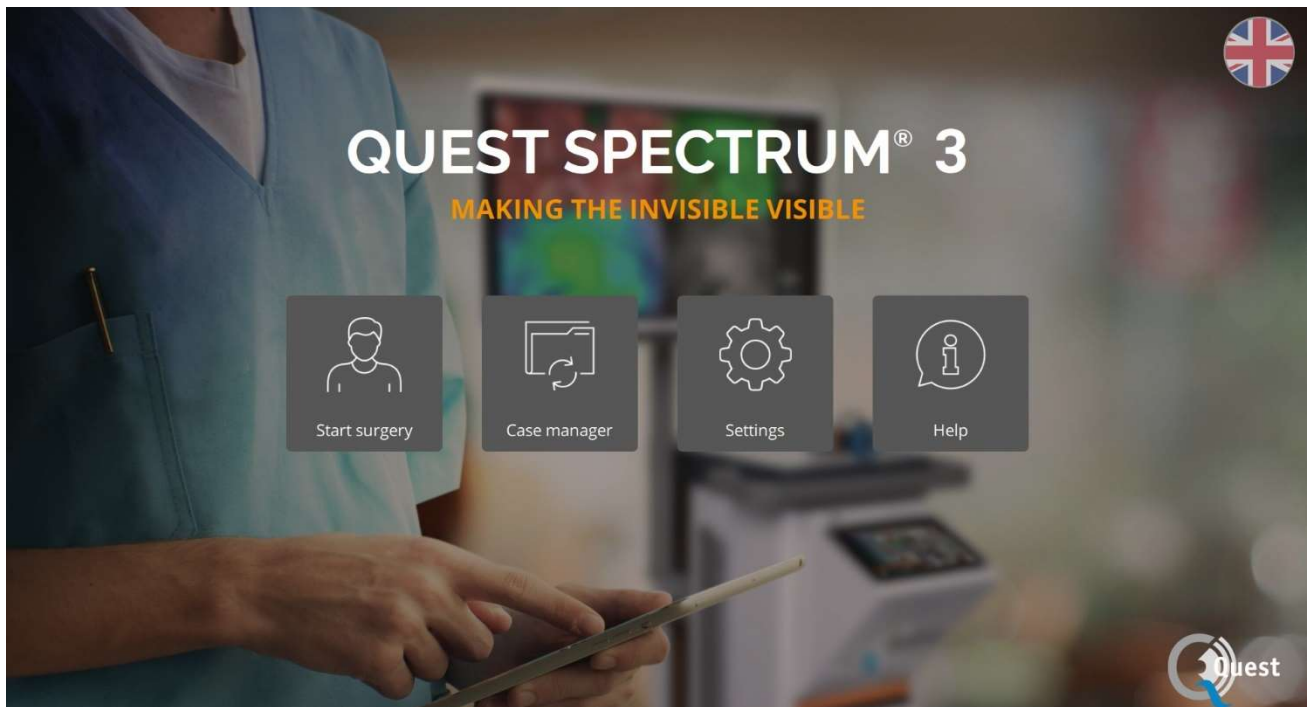 QUEST SPECTRUM® 3
MAKING THE INVISIBLE VISIBLE
Start surgery
Case manager
Settings
Help
Quest